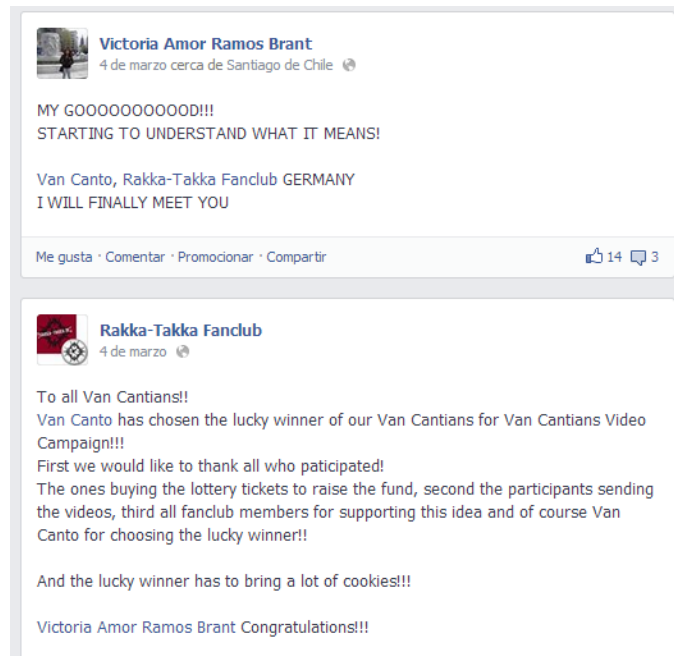 Victoria Amor Ramos Brant
4 de marzo cerca de Santiago de Chile
MY GOOOOOOOOOOD!!!
STARTING TO UNDERSTAND WHAT IT MEANS!
Van Canto, Rakka-Takka Fanclub GERMANY
I WILL FINALLY MEET YOU
Me gusta · Comentar · Promocionar · Compartir 14 3
Rakka-Takka Fanclub
4 de marzo
To all Van Cantians!!
Van Canto has chosen the lucky winner of our Van Cantians for Van Cantians Video
Campaign!!!
First we would like to thank all who paticipated!
The ones buying the lottery tickets to raise the fund, second the participants sending
the videos, third all fanclub members for supporting this idea and of course Van
Canto for choosing the lucky winner!!
And the lucky winner has to bring a lot of cookies!!!
Victoria Amor Ramos Brant Congratulations!!!